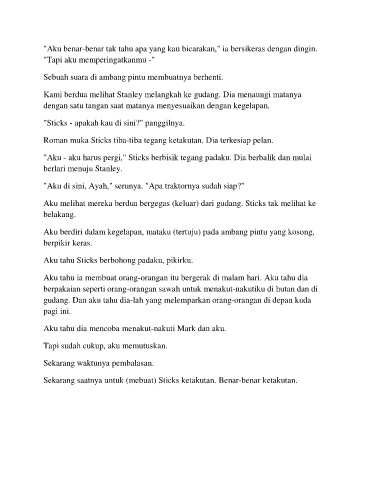 "Aku benar-benar tak tahu apa yang kau bicarakan," ia bersikeras dengan dingin.
"Tapi aku memperingatkanmu -"
Sebuah suara di ambang pintu membuatnya berhenti.
Kami berdua melihat Stanley melangkah ke gudang. Dia menaungi matanya
dengan satu tangan saat matanya menyesuaikan dengan kegelapan.
"Sticks - apakah kau di sini?" panggilnya.
Roman muka Sticks tiba-tiba tegang ketakutan. Dia terkesiap pelan.
"Aku - aku harus pergi," Sticks berbisik tegang padaku. Dia berbalik dan mulai
berlari menuju Stanley.
"Aku di sini, Ayah," serunya. "Apa traktornya sudah siap?"
Aku melihat mereka berdua bergegas (keluar) dari gudang. Sticks tak melihat ke
belakang.
Aku berdiri dalam kegelapan, mataku (tertuju) pada ambang pintu yang kosong,
berpikir keras.
Aku tahu Sticks berbohong padaku, pikirku.
Aku tahu ia membuat orang-orangan itu bergerak di malam hari. Aku tahu dia
berpakaian seperti orang-orangan sawah untuk menakut-nakutiku di hutan dan di
gudang. Dan aku tahu dia-lah yang melemparkan orang-orangan di depan kuda
pagi ini.
Aku tahu dia mencoba menakut-nakuti Mark dan aku.
Tapi sudah cukup, aku memutuskan.
Sekarang waktunya pembalasan.
Sekarang saatnya untuk (mebuat) Sticks ketakutan. Benar-benar ketakutan.